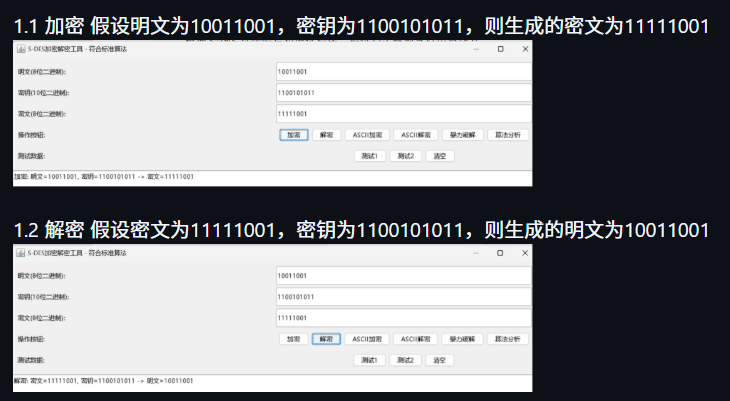 1.1 加密 假设明文为10011001，密钥为1100101011，则生成的密文为11111001
S-DES加密解密工具 - 符合标准算法
明文(8位二进制):
10011001
密钥(10位二进制):
1100101011
密文(8位二进制):
11111001
操作按钮:
加密 解密 ASCII加密 ASCII解密 暴力破解 算法分析
测试数据:
测试1 测试2 清空
加密: 明文=10011001, 密钥=1100101011 -> 密文=11111001
1.2 解密 假设密文为11111001，密钥为1100101011，则生成的明文为10011001
S-DES加密解密工具 - 符合标准算法
明文(8位二进制):
10011001
密钥(10位二进制):
1100101011
密文(8位二进制):
11111001
操作按钮:
加密 解密 ASCII加密 ASCII解密 暴力破解 算法分析
测试数据:
测试1 测试2 清空
解密: 密文=11111001, 密钥=1100101011 -> 明文=10011001